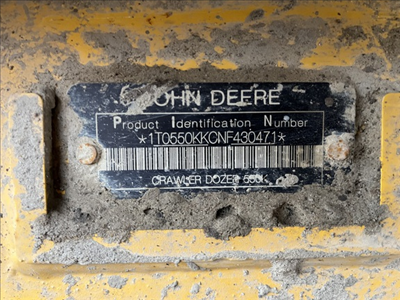 JOHN DEERE
Product Identification Number
*1T0550KKCNF430471*
CRAWLER DOZER 550K